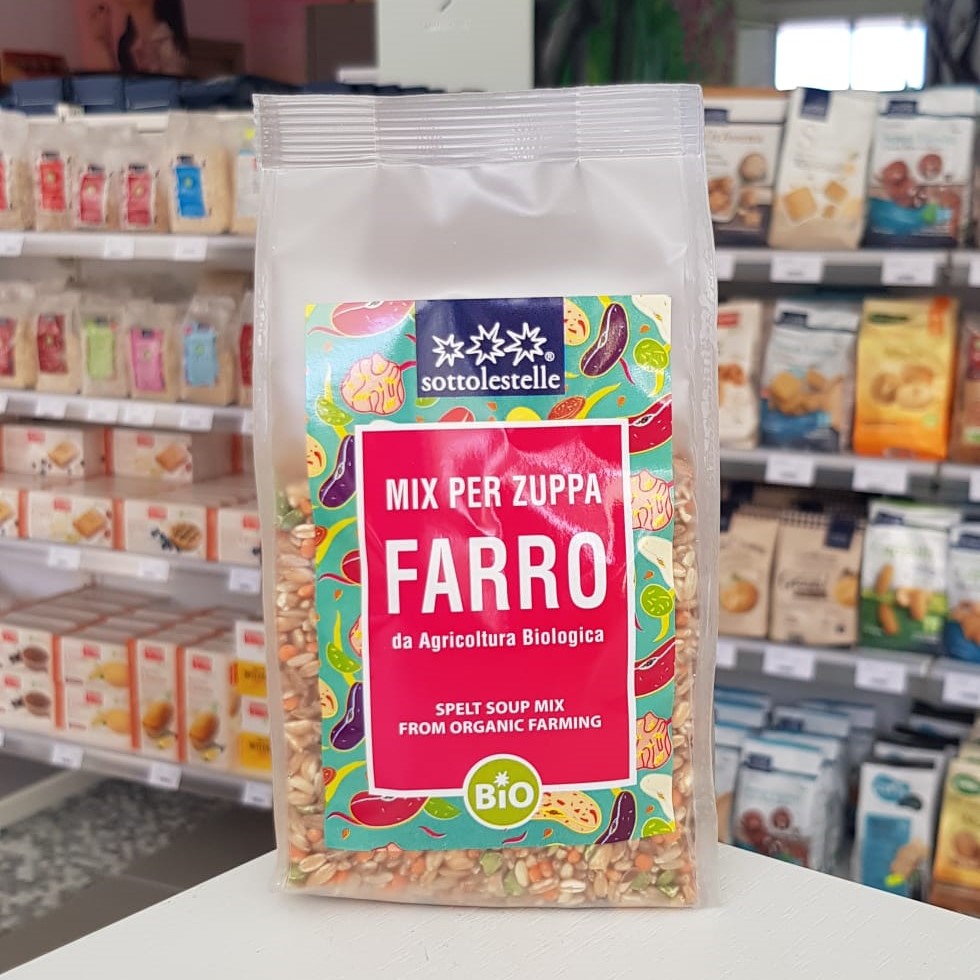 sottolestelle®
MIX PER ZUPPA
FARRO
da Agricoltura Biologica
SPELT SOUP MIX
FROM ORGANIC FARMING
BiO